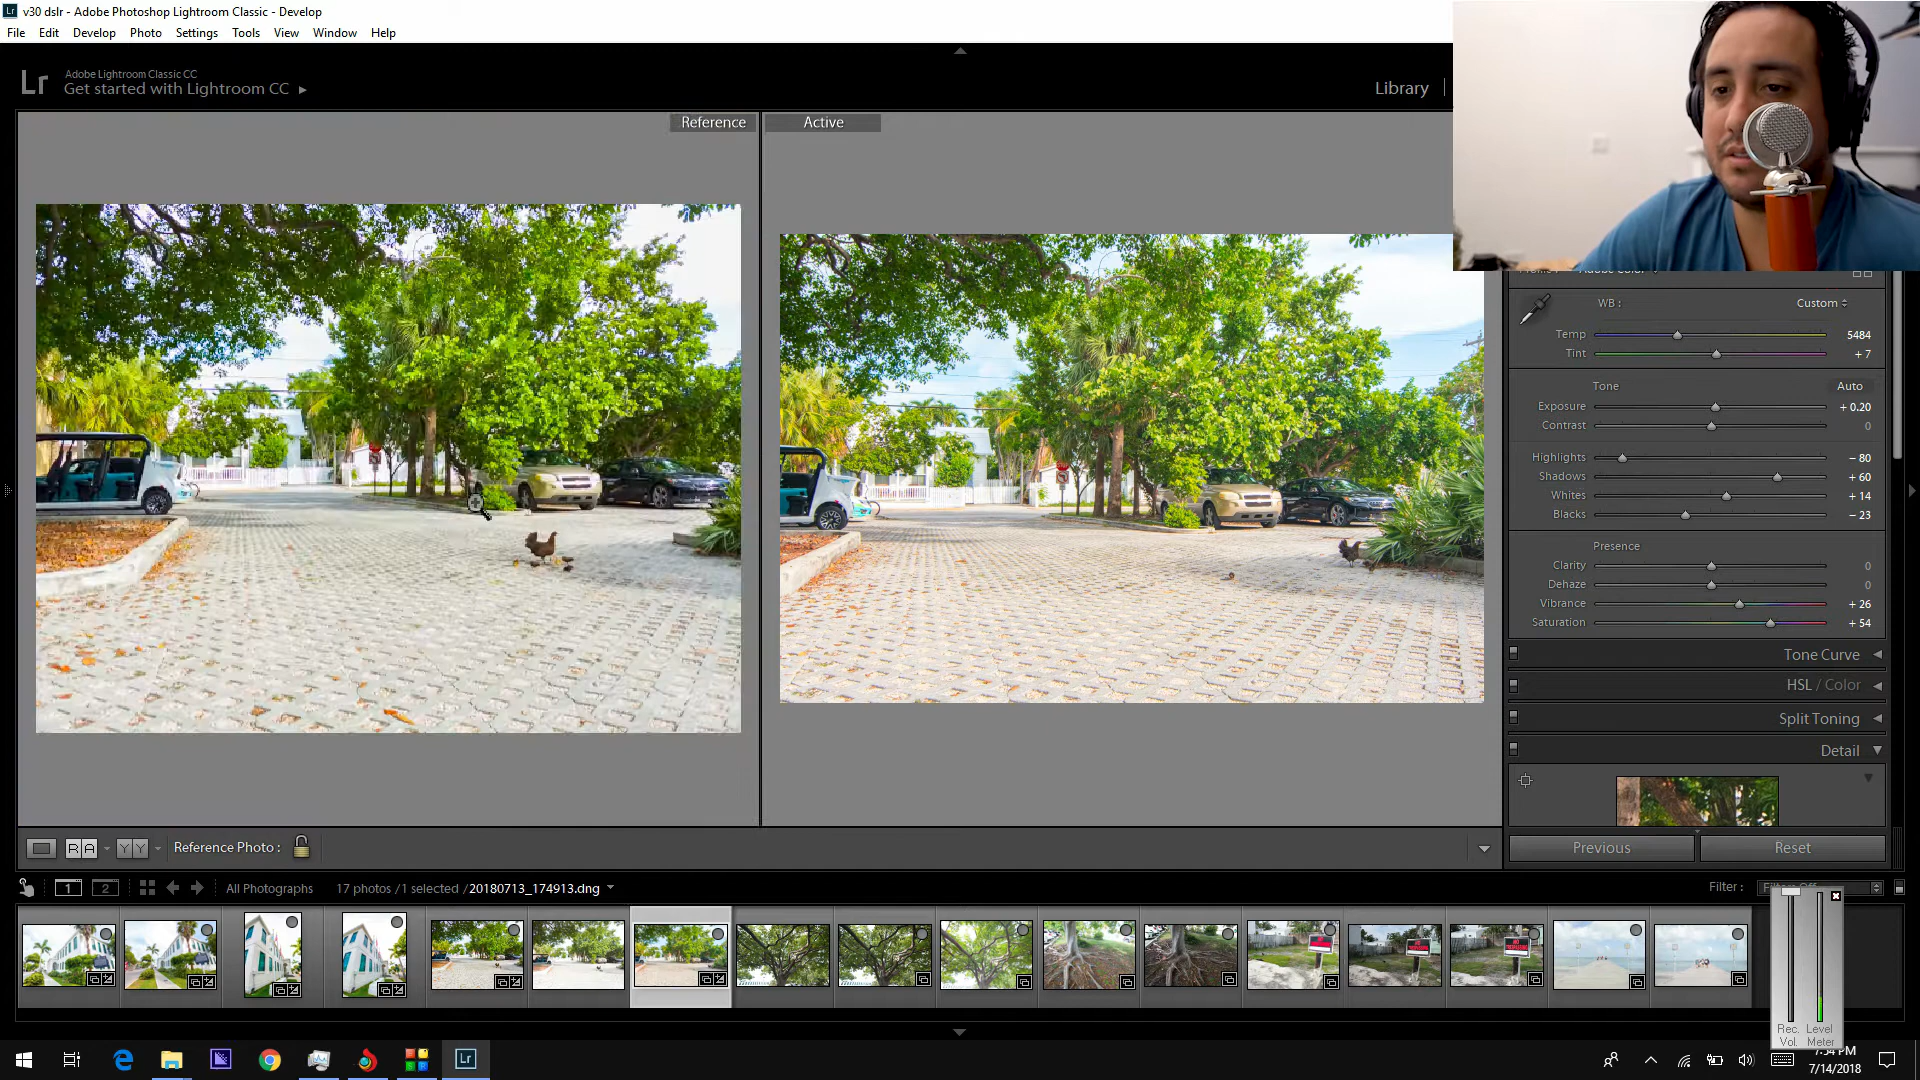 v30 dslr - Adobe Photoshop Lightroom Classic - Develop
File Edit Develop Photo Settings Tools View Window Help
Lr
Adobe Lightroom Classic CC
Get started with Lightroom CC ▸
Library
Reference
Active
WB : Custom
Temp 5484
Tint + 7
Tone Auto
Exposure + 0.20
Contrast 0
Highlights – 80
Shadows + 60
Whites + 14
Blacks – 23
Presence
Clarity 0
Dehaze 0
Vibrance + 26
Saturation + 54
Tone Curve
HSL / Color
Split Toning
Detail
R A Y Y Reference Photo :
Previous Reset
1 2 All Photographs 17 photos /1 selected /20180713_174913.dng Filter :
Rec. Level
Vol. Meter
Lr
7:54 PM
7/14/2018